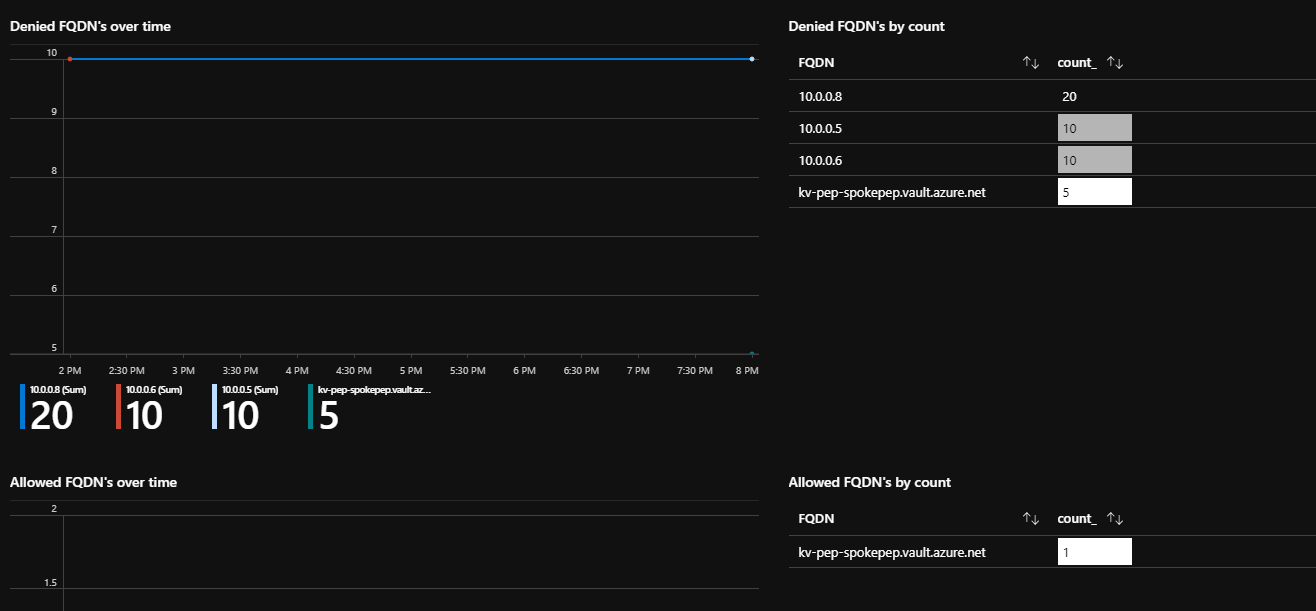 Denied FQDN's over time
10
9
8
7
6
5
2 PM 2:30 PM 3 PM 3:30 PM 4 PM 4:30 PM 5 PM 5:30 PM 6 PM 6:30 PM 7 PM 7:30 PM 8 PM
10.0.0.8 (Sum) 10.0.0.6 (Sum) 10.0.0.5 (Sum) kv-pep-spokepep.vault.az...
20 10 10 5
Denied FQDN's by count
FQDN ↑↓ count_ ↑↓
10.0.0.8 20
10.0.0.5 10
10.0.0.6 10
kv-pep-spokepep.vault.azure.net 5
Allowed FQDN's over time
2
1.5
Allowed FQDN's by count
FQDN ↑↓ count_ ↑↓
kv-pep-spokepep.vault.azure.net 1